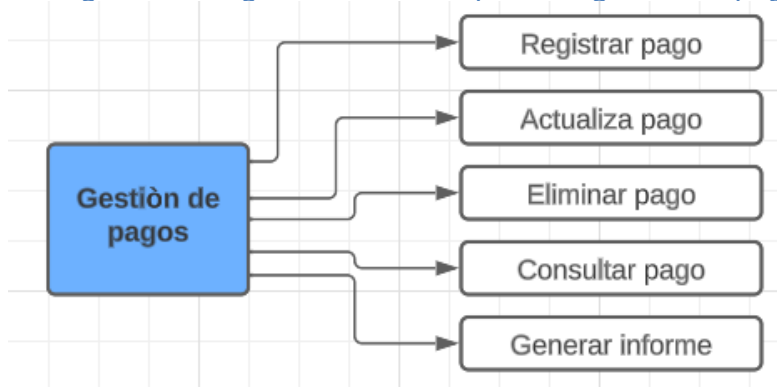 Registrar pago
Actualiza pago
Gestiòn de
pagos
Eliminar pago
Consultar pago
Generar informe